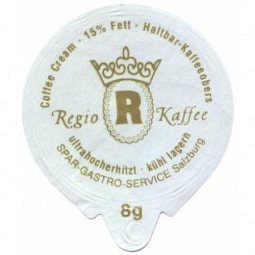 Coffee Cream · 15% Fett · Haltbar-Kaffeeobers
Regio R Kaffee
ultrahocherhitzt · kühl lagern
SPAR-GASTRO-SERVICE Salzburg
8g